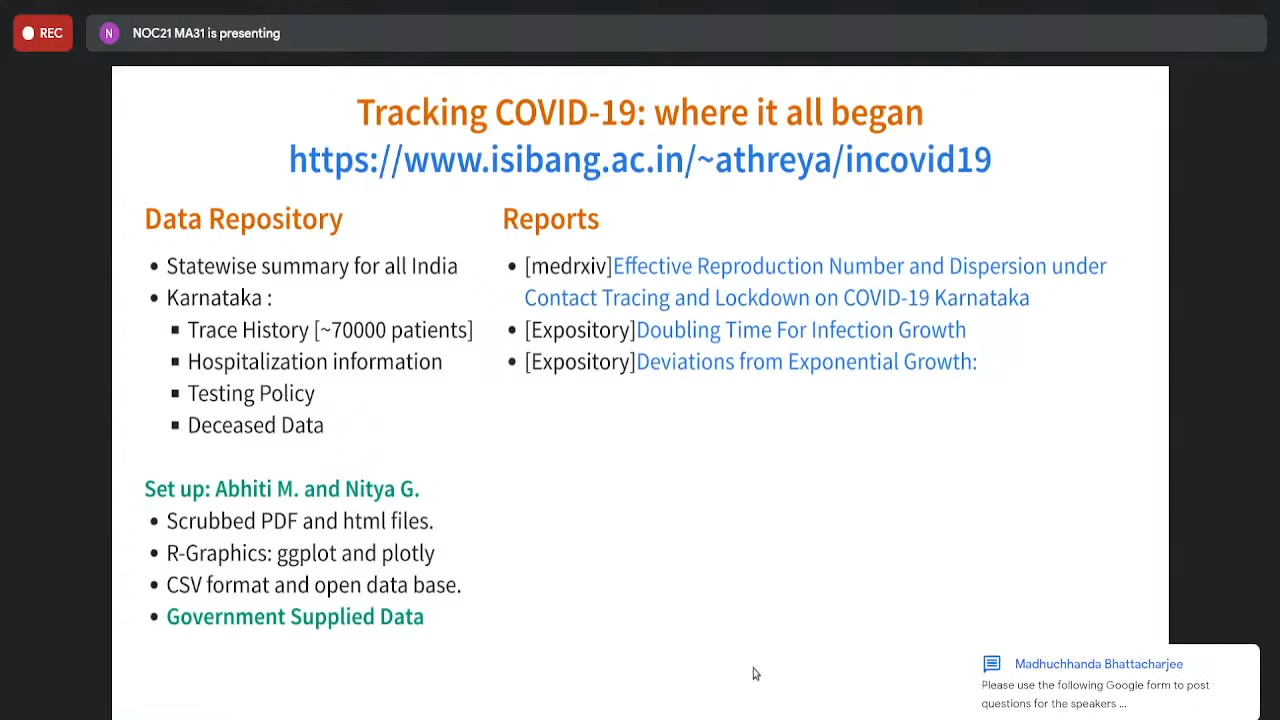 REC
N NOC21 MA31 is presenting
Tracking COVID-19: where it all began
https://www.isibang.ac.in/~athreya/incovid19
Data Repository
• Statewise summary for all India
• Karnataka :
▪ Trace History [~70000 patients]
▪ Hospitalization information
▪ Testing Policy
▪ Deceased Data
Set up: Abhiti M. and Nitya G.
• Scrubbed PDF and html files.
• R-Graphics: ggplot and plotly
• CSV format and open data base.
• Government Supplied Data
Reports
• [medrxiv]Effective Reproduction Number and Dispersion under
Contact Tracing and Lockdown on COVID-19 Karnataka
• [Expository]Doubling Time For Infection Growth
• [Expository]Deviations from Exponential Growth:
Madhuchhanda Bhattacharjee
Please use the following Google form to post
questions for the speakers ...